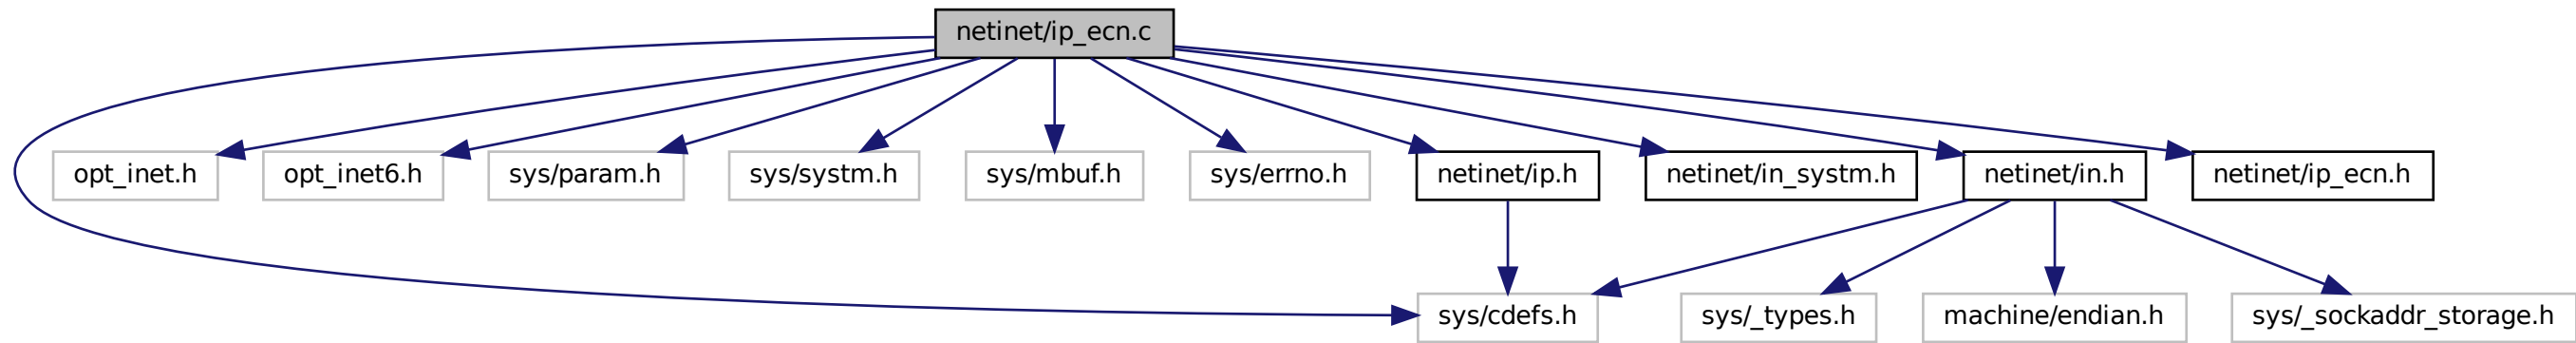 netinet/ip_ecn.c
opt_inet.h
opt_inet6.h
sys/param.h
sys/systm.h
sys/mbuf.h
sys/errno.h
netinet/ip.h
netinet/in_systm.h
netinet/in.h
netinet/ip_ecn.h
sys/cdefs.h
sys/_types.h
machine/endian.h
sys/_sockaddr_storage.h